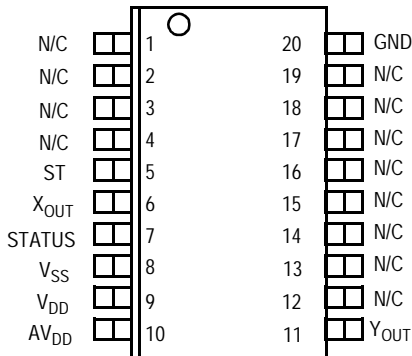 N/C 1 20 GND
N/C 2 19 N/C
N/C 3 18 N/C
N/C 4 17 N/C
ST 5 16 N/C
XOUT 6 15 N/C
STATUS 7 14 N/C
VSS 8 13 N/C
VDD 9 12 N/C
AVDD 10 11 YOUT